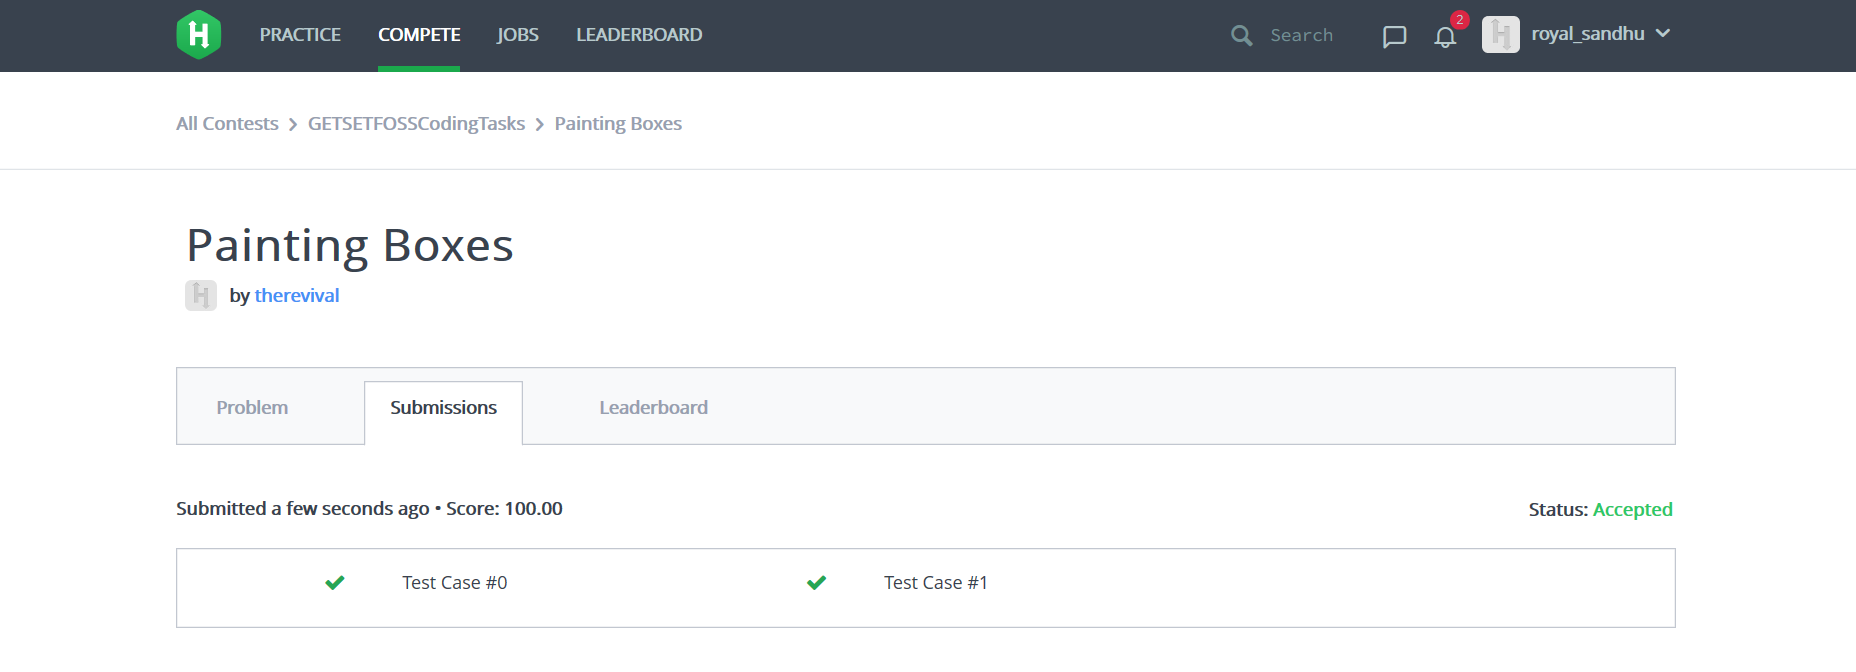 PRACTICE COMPETE JOBS LEADERBOARD Search 2 royal_sandhu
All Contests > GETSETFOSSCodingTasks > Painting Boxes
Painting Boxes
by therevival
Problem Submissions Leaderboard
Submitted a few seconds ago • Score: 100.00 Status: Accepted
Test Case #0 Test Case #1